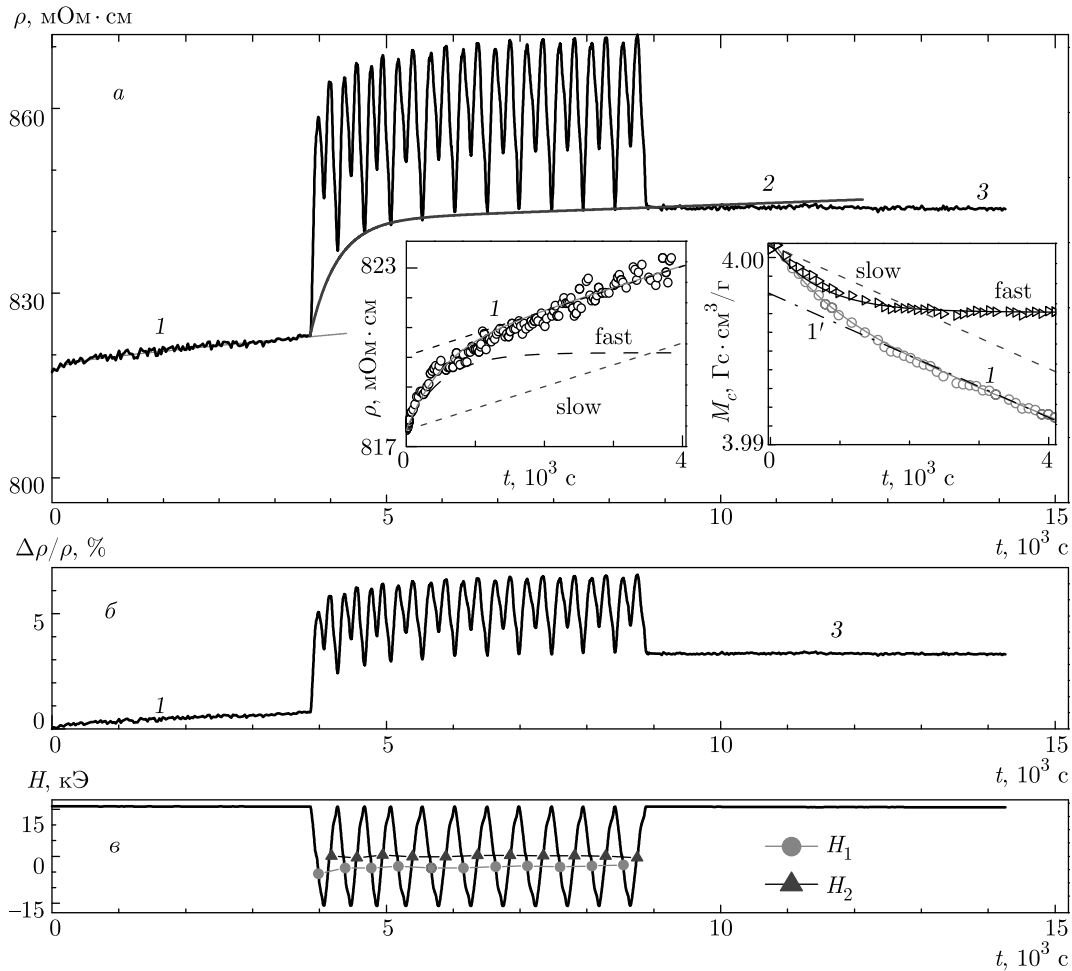 ρ, мОм · см
а
860
830
800
1
2
3
0 5 10 15
t, 10³ с
823
817
ρ, мОм · см
1
fast
slow
0 4
t, 10³ с
4.00
3.99
M_c, Гс · см³/г
slow
fast
1′
1
0 4
t, 10³ с
Δρ/ρ, %
б
5
0
1
3
0 5 10 15
t, 10³ с
H, кЭ
в
15
0
−15
H₁
H₂
0 5 10 15
t, 10³ с